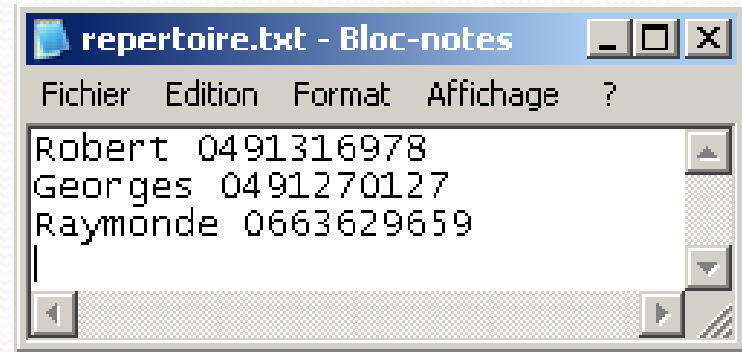 repertoire.txt - Bloc-notes
Fichier Edition Format Affichage ?
Robert 0491316978
Georges 0491270127
Raymonde 0663629659